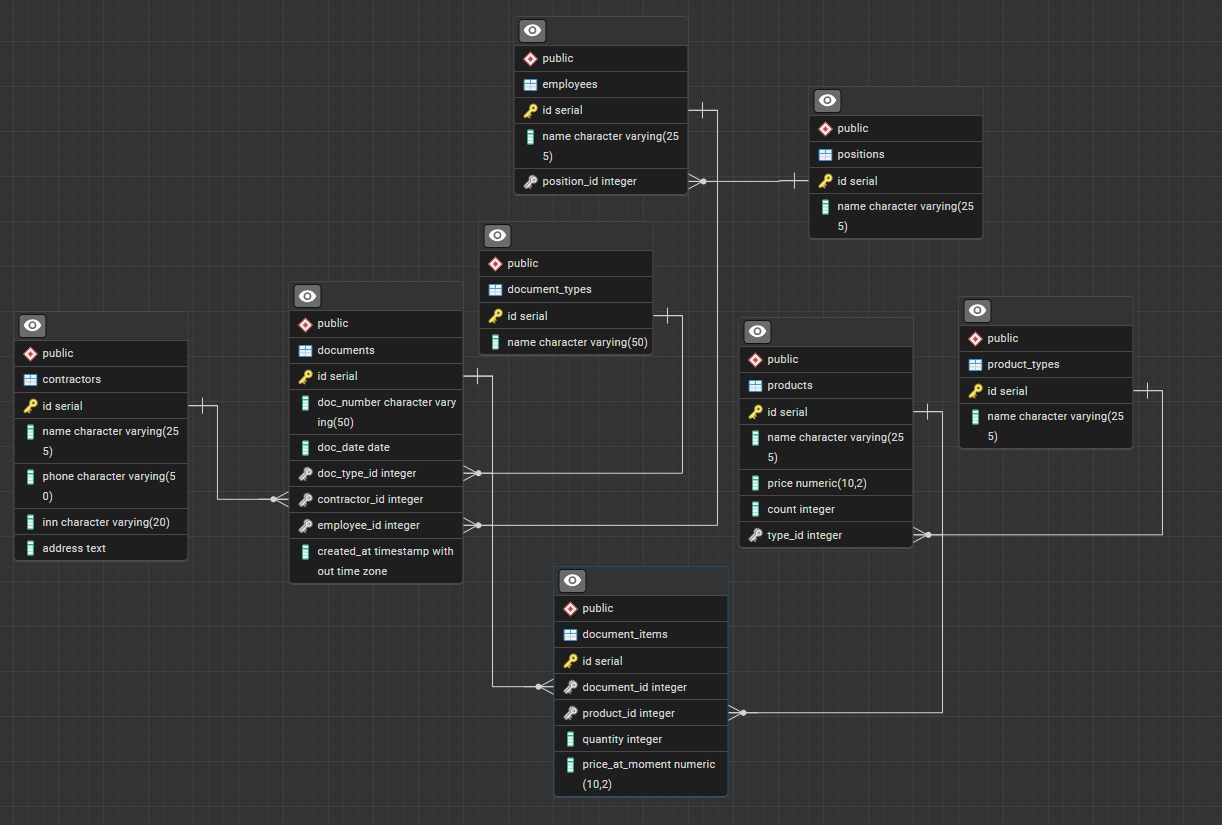 public
employees
id serial
name character varying(25
5)
position_id integer
public
positions
id serial
name character varying(25
5)
public
document_types
id serial
name character varying(50)
public
documents
id serial
doc_number character vary
ing(50)
doc_date date
doc_type_id integer
contractor_id integer
employee_id integer
created_at timestamp with
out time zone
public
contractors
id serial
name character varying(25
5)
phone character varying(5
0)
inn character varying(20)
address text
public
products
id serial
name character varying(25
5)
price numeric(10,2)
count integer
type_id integer
public
product_types
id serial
name character varying(25
5)
public
document_items
id serial
document_id integer
product_id integer
quantity integer
price_at_moment numeric
(10,2)